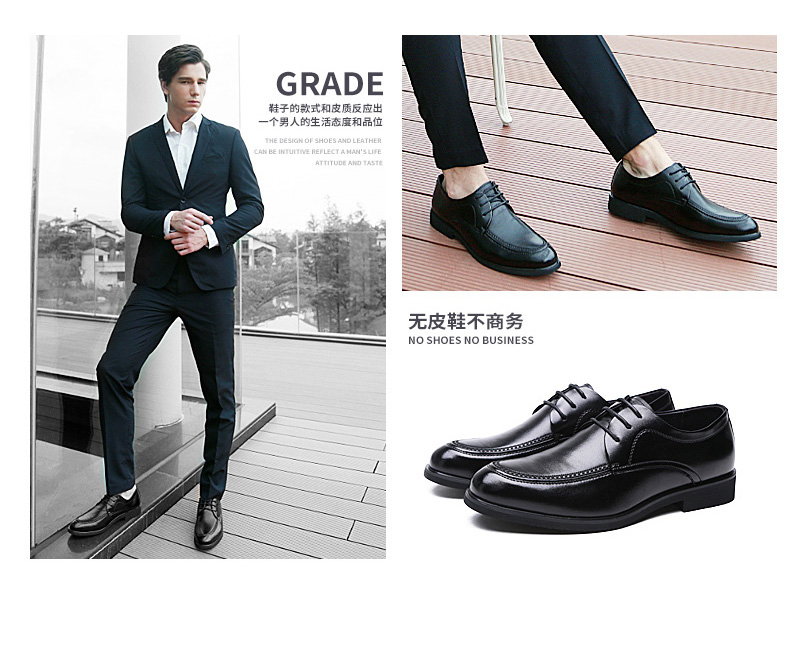 GRADE
鞋子的款式和皮质反应出
一个男人的生活态度和品位
THE DESIGN OF SHOES AND LEATHER
CAN BE INTUITIVE REFLECT A MAN'S LIFE
ATTITUDE AND TASTE
无皮鞋不商务
NO SHOES NO BUSINESS